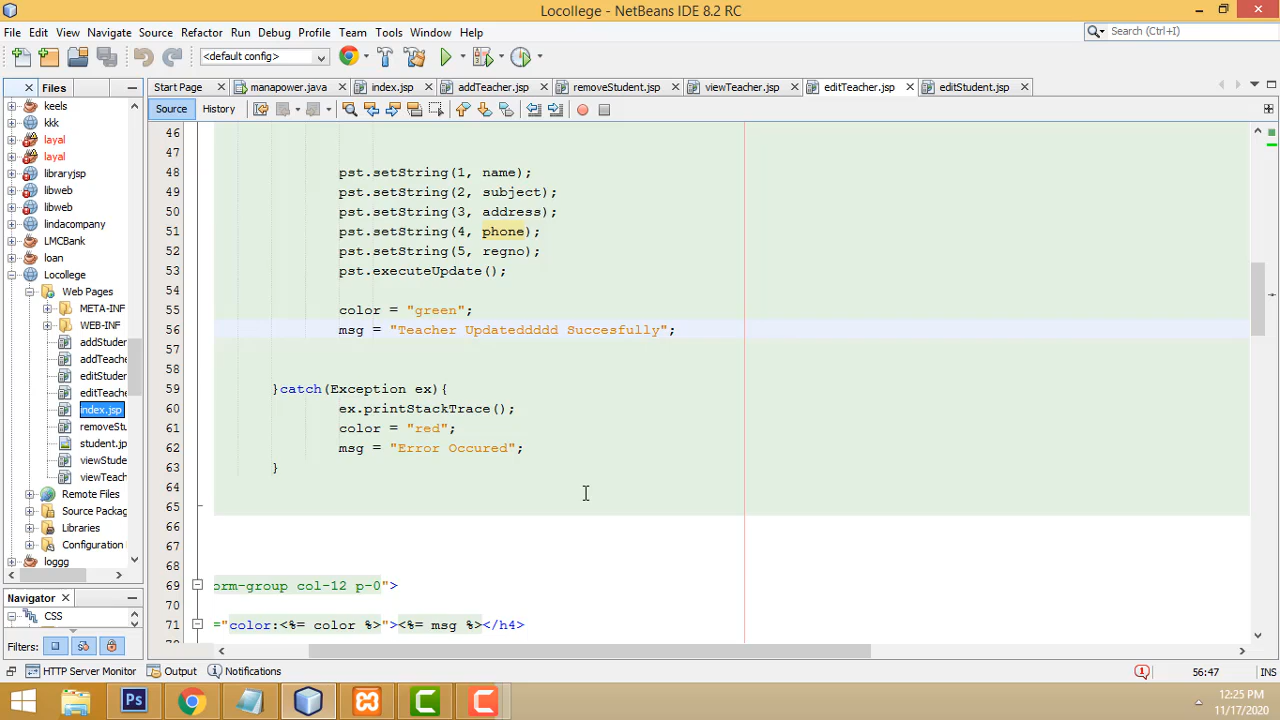 Locollege - NetBeans IDE 8.2 RC
File Edit View Navigate Source Refactor Run Debug Profile Team Tools Window Help
Search (Ctrl+I)
<default config>
Files
Start Page manapower.java index.jsp addTeacher.jsp removeStudent.jsp viewTeacher.jsp editTeacher.jsp editStudent.jsp
Source History
keels
kkk
layal
layal
libraryjsp
libweb
libweb
lindacompany
LMCBank
loan
Locollege
Web Pages
META-INF
WEB-INF
addStuden
addTeache
editStuden
editTeache
index.jsp
removeStu
student.jp
viewStude
viewTeach
Remote Files
Source Package
Libraries
Configuration
loggg
Navigator
CSS
Filters:
46
47
48 pst.setString(1, name);
49 pst.setString(2, subject);
50 pst.setString(3, address);
51 pst.setString(4, phone);
52 pst.setString(5, regno);
53 pst.executeUpdate();
54
55 color = "green";
56 msg = "Teacher Updateddddd Succesfully";
57
58
59 }catch(Exception ex){
60 ex.printStackTrace();
61 color = "red";
62 msg = "Error Occured";
63 }
64
65
66
67
68
69 orm-group col-12 p-0">
70
71 ="color:<%= color %>"><%= msg %></h4>
HTTP Server Monitor Output Notifications
1
56:47 INS
Ps
12:25 PM
11/17/2020